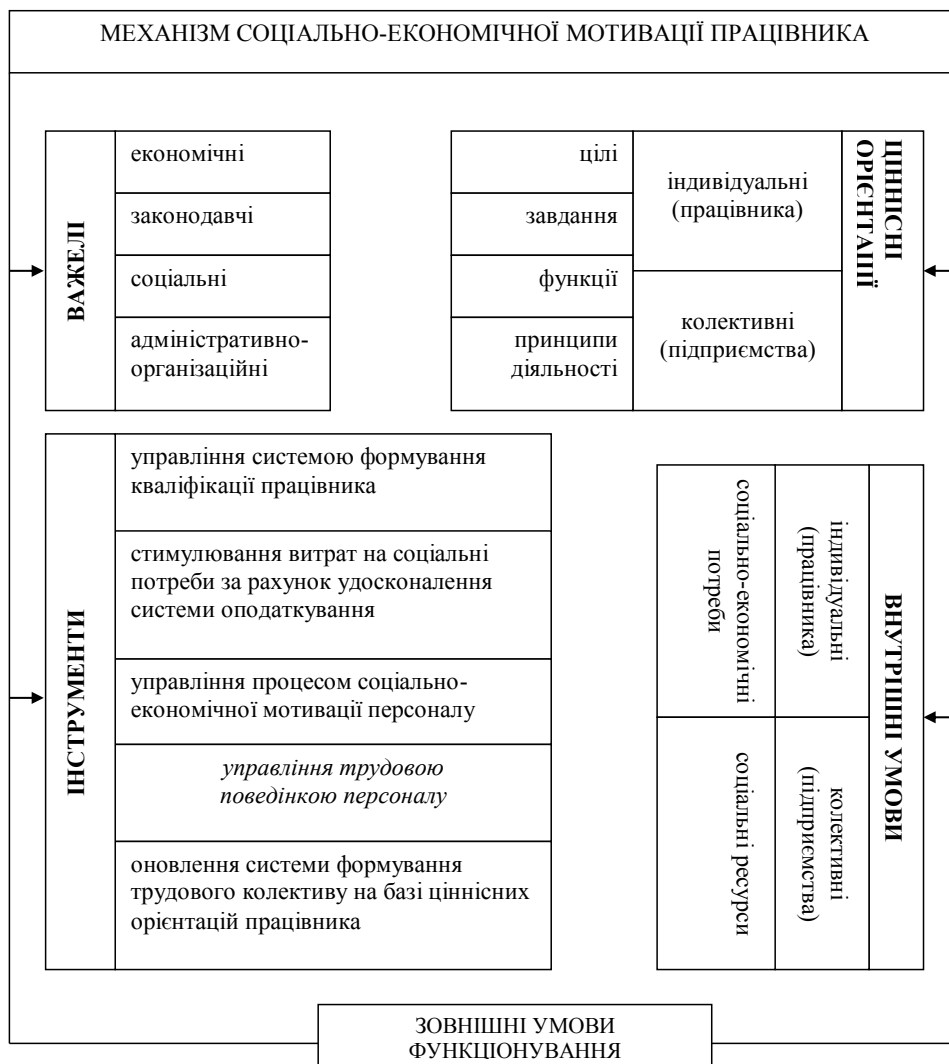 МЕХАНІЗМ СОЦІАЛЬНО-ЕКОНОМІЧНОЇ МОТИВАЦІЇ ПРАЦІВНИКА
ВАЖЕЛІ
економічні
законодавчі
соціальні
адміністративно-
організаційні
цілі
завдання
функції
принципи
діяльності
індивідуальні
(працівника)
колективні
(підприємства)
ЦІННІСНІ
ОРІЄНТАЦІЇ
ІНСТРУМЕНТИ
управління системою формування
кваліфікації працівника
стимулювання витрат на соціальні
потреби за рахунок удосконалення
системи оподаткування
управління процесом соціально-
економічної мотивації персоналу
управління трудовою
поведінкою персоналу
оновлення системи формування
трудового колективу на базі ціннісних
орієнтацій працівника
соціально-економічні
потреби
індивідуальні
(працівника)
соціальні ресурси
колективні
(підприємства)
ВНУТРІШНІ УМОВИ
ЗОВНІШНІ УМОВИ
ФУНКЦІОНУВАННЯ